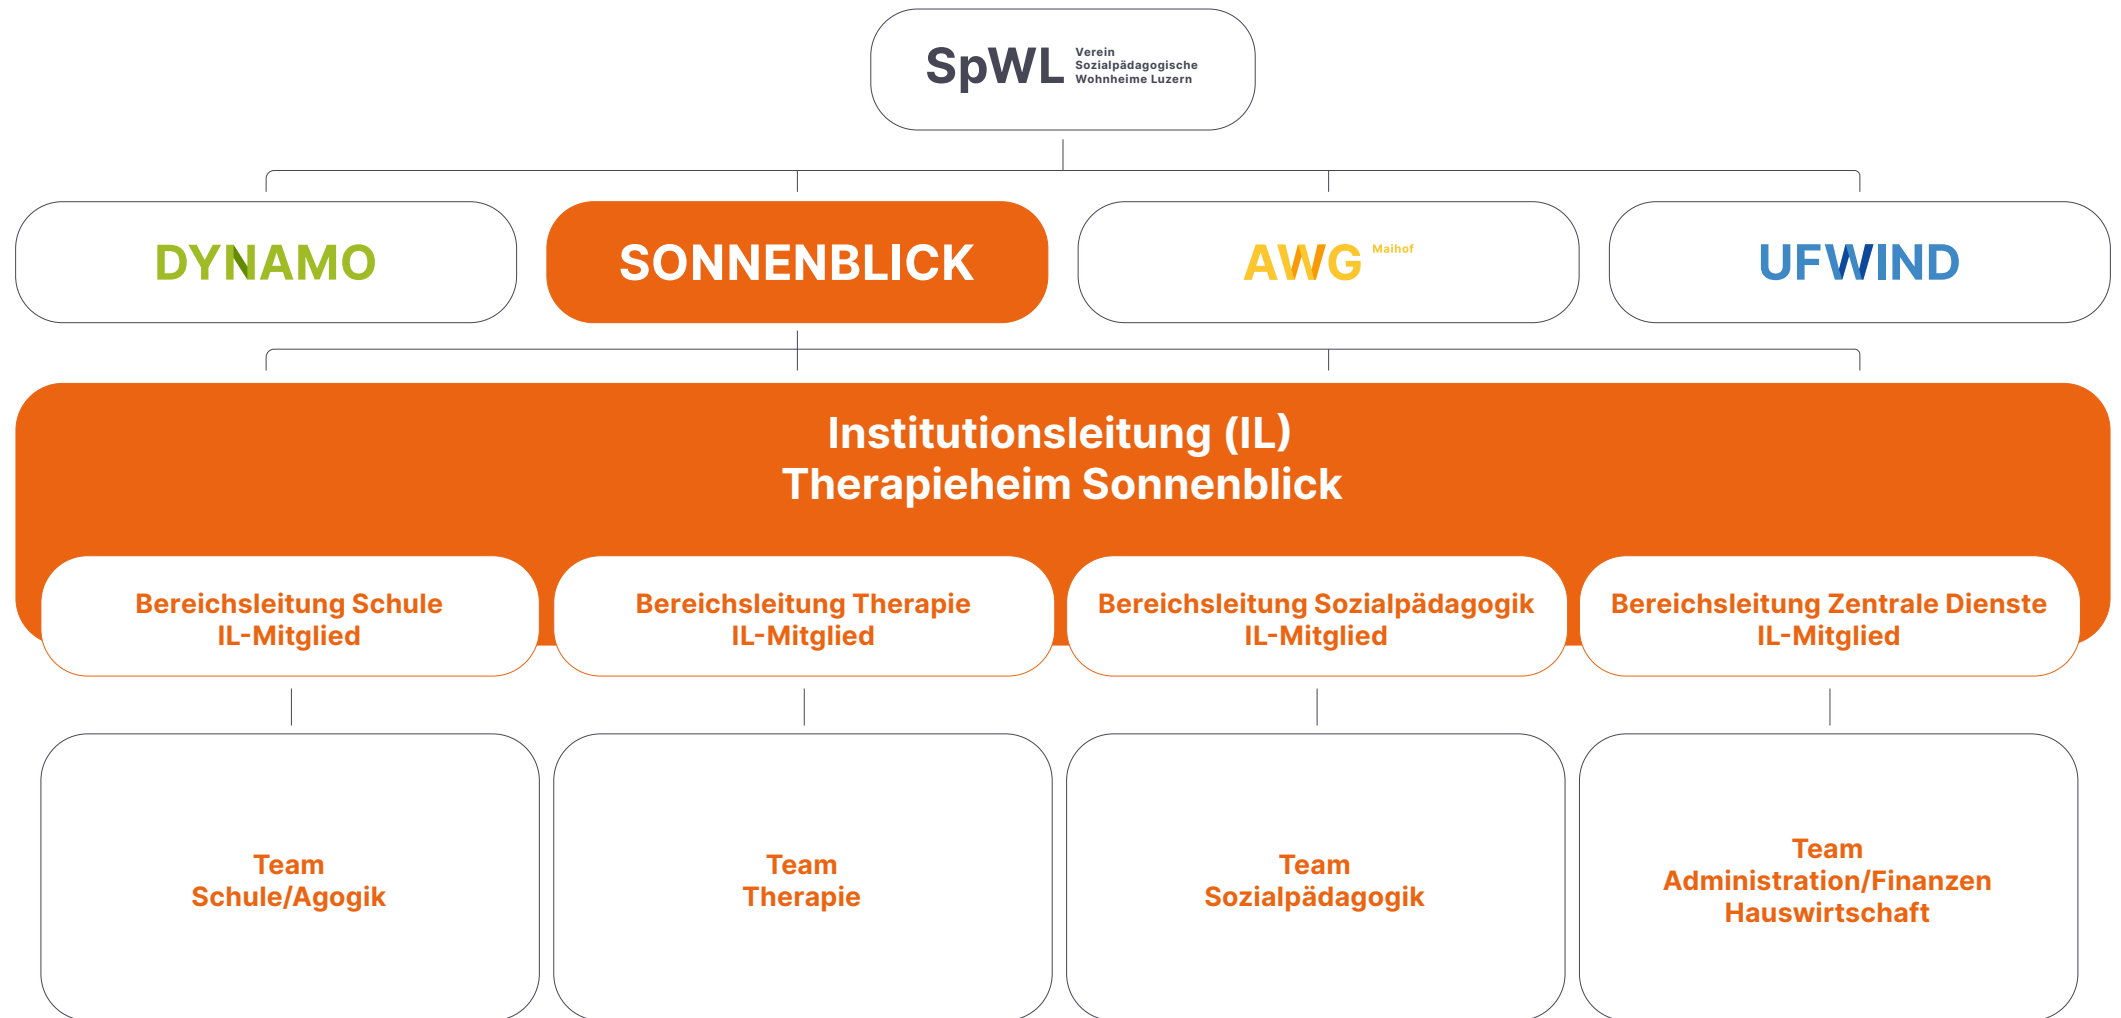 SpWL
Verein
Sozialpädagogische
Wohnheime Luzern
DYNAMO
SONNENBLICK
AWG Maihof
UFWIND
Institutionsleitung (IL)
Therapieheim Sonnenblick
Bereichsleitung Schule
IL-Mitglied
Bereichsleitung Therapie
IL-Mitglied
Bereichsleitung Sozialpädagogik
IL-Mitglied
Bereichsleitung Zentrale Dienste
IL-Mitglied
Team
Schule/Agogik
Team
Therapie
Team
Sozialpädagogik
Team
Administration/Finanzen
Hauswirtschaft